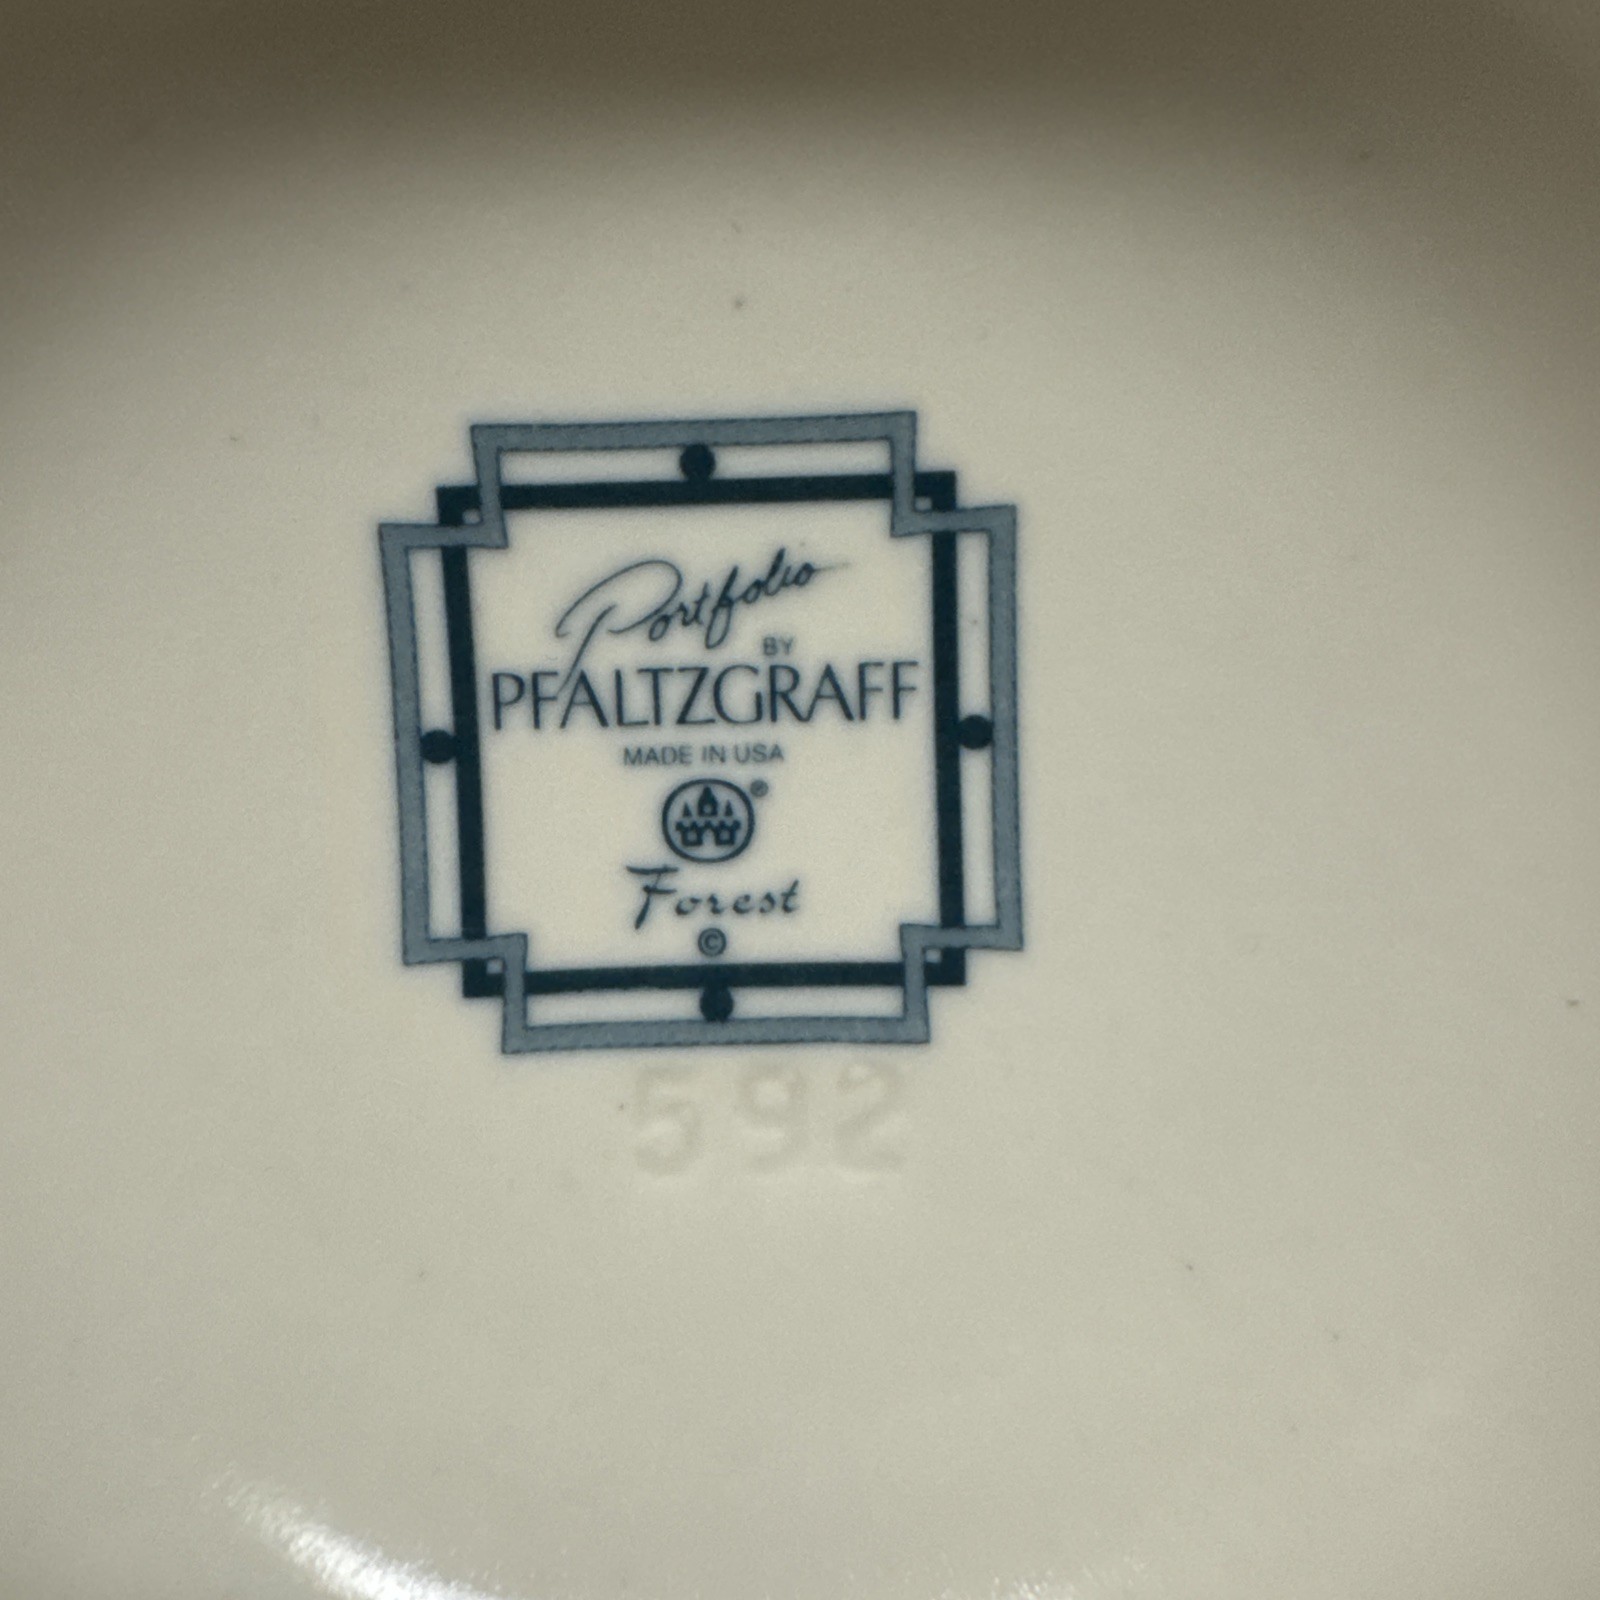 Portfolio
BY
PFALTZGRAFF
MADE IN USA
®
Forest
©
592